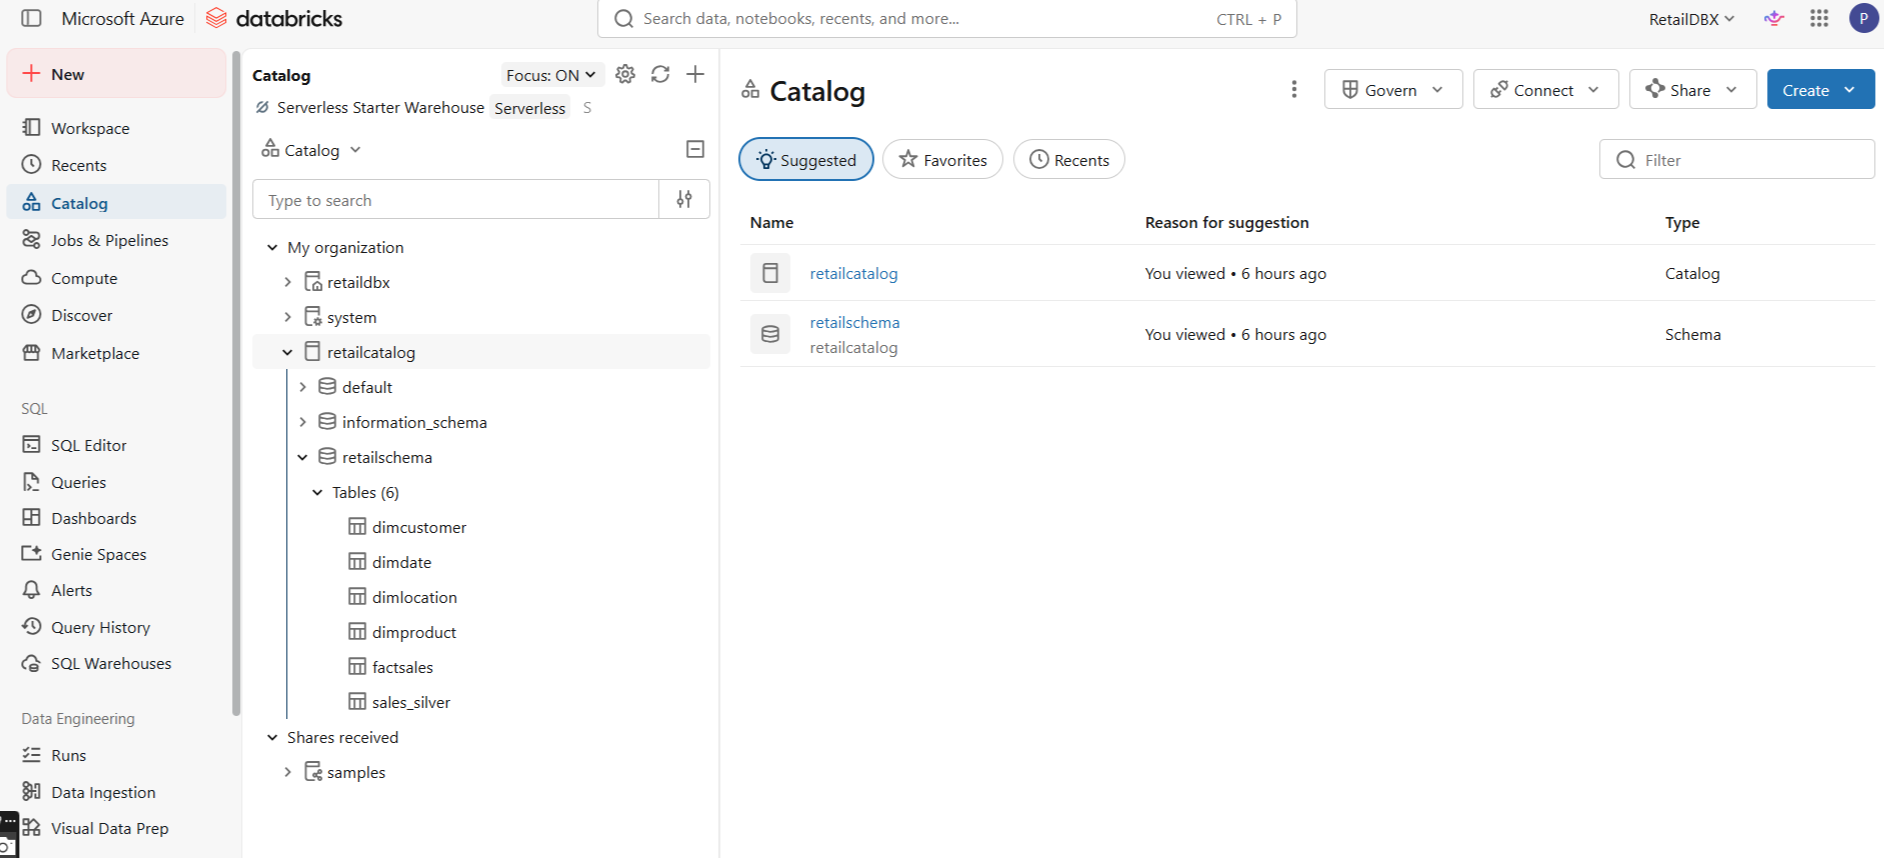 Microsoft Azure databricks
Search data, notebooks, recents, and more... CTRL + P
RetailDBX
P
New
Workspace
Recents
Catalog
Jobs & Pipelines
Compute
Discover
Marketplace
SQL
SQL Editor
Queries
Dashboards
Genie Spaces
Alerts
Query History
SQL Warehouses
Data Engineering
Runs
Data Ingestion
Visual Data Prep
Catalog Focus: ON
Serverless Starter Warehouse Serverless S
Catalog
Type to search
My organization
retaildbx
system
retailcatalog
default
information_schema
retailschema
Tables (6)
dimcustomer
dimdate
dimlocation
dimproduct
factsales
sales_silver
Shares received
samples
Catalog
Govern Connect Share Create
Suggested Favorites Recents Filter
Name Reason for suggestion Type
retailcatalog You viewed • 6 hours ago Catalog
retailschema
retailcatalog You viewed • 6 hours ago Schema